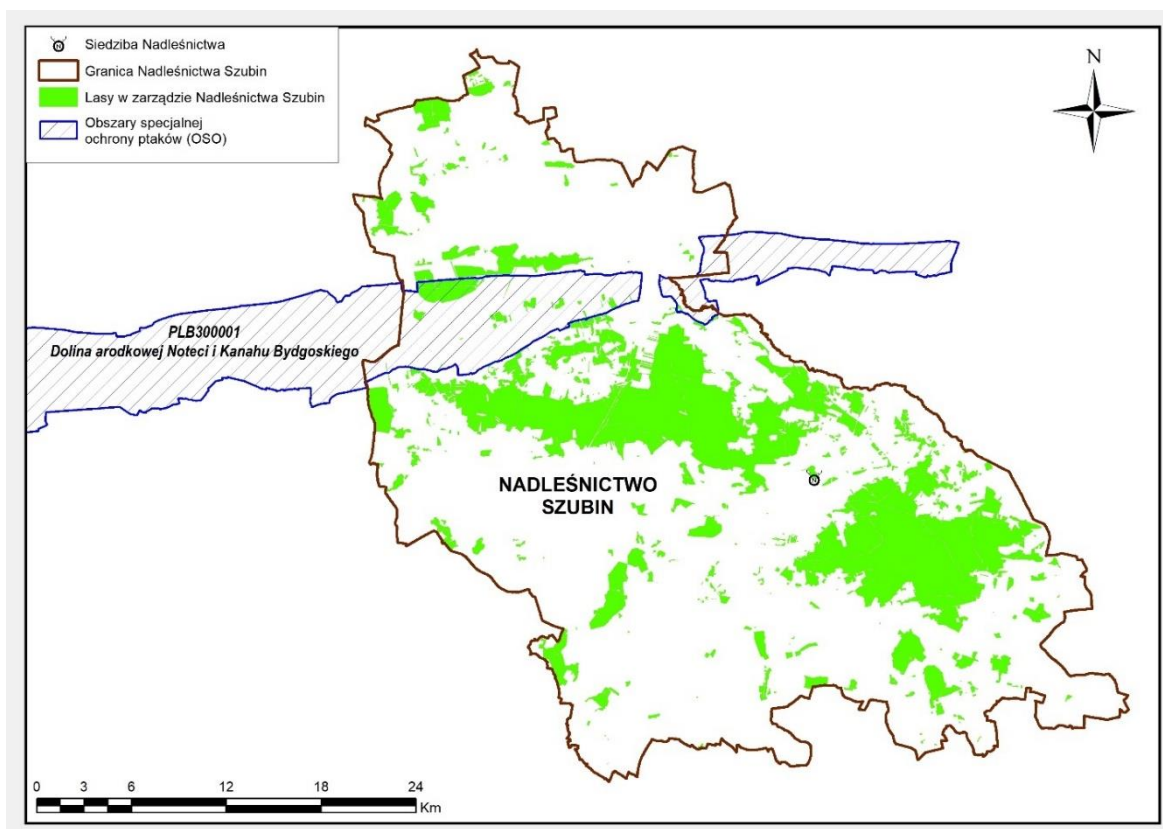 Siedziba Nadleśnictwa
Granica Nadleśnictwa Szubin
Lasy w zarządzie Nadleśnictwa Szubin
Obszary specjalnej
ochrony ptaków (OSO)
N
PLB300001
Dolina arodkowej Noteci i Kanahu Bydgoskiego
NADLEŚNICTWO
SZUBIN
N
0 3 6 12 18 24
Km